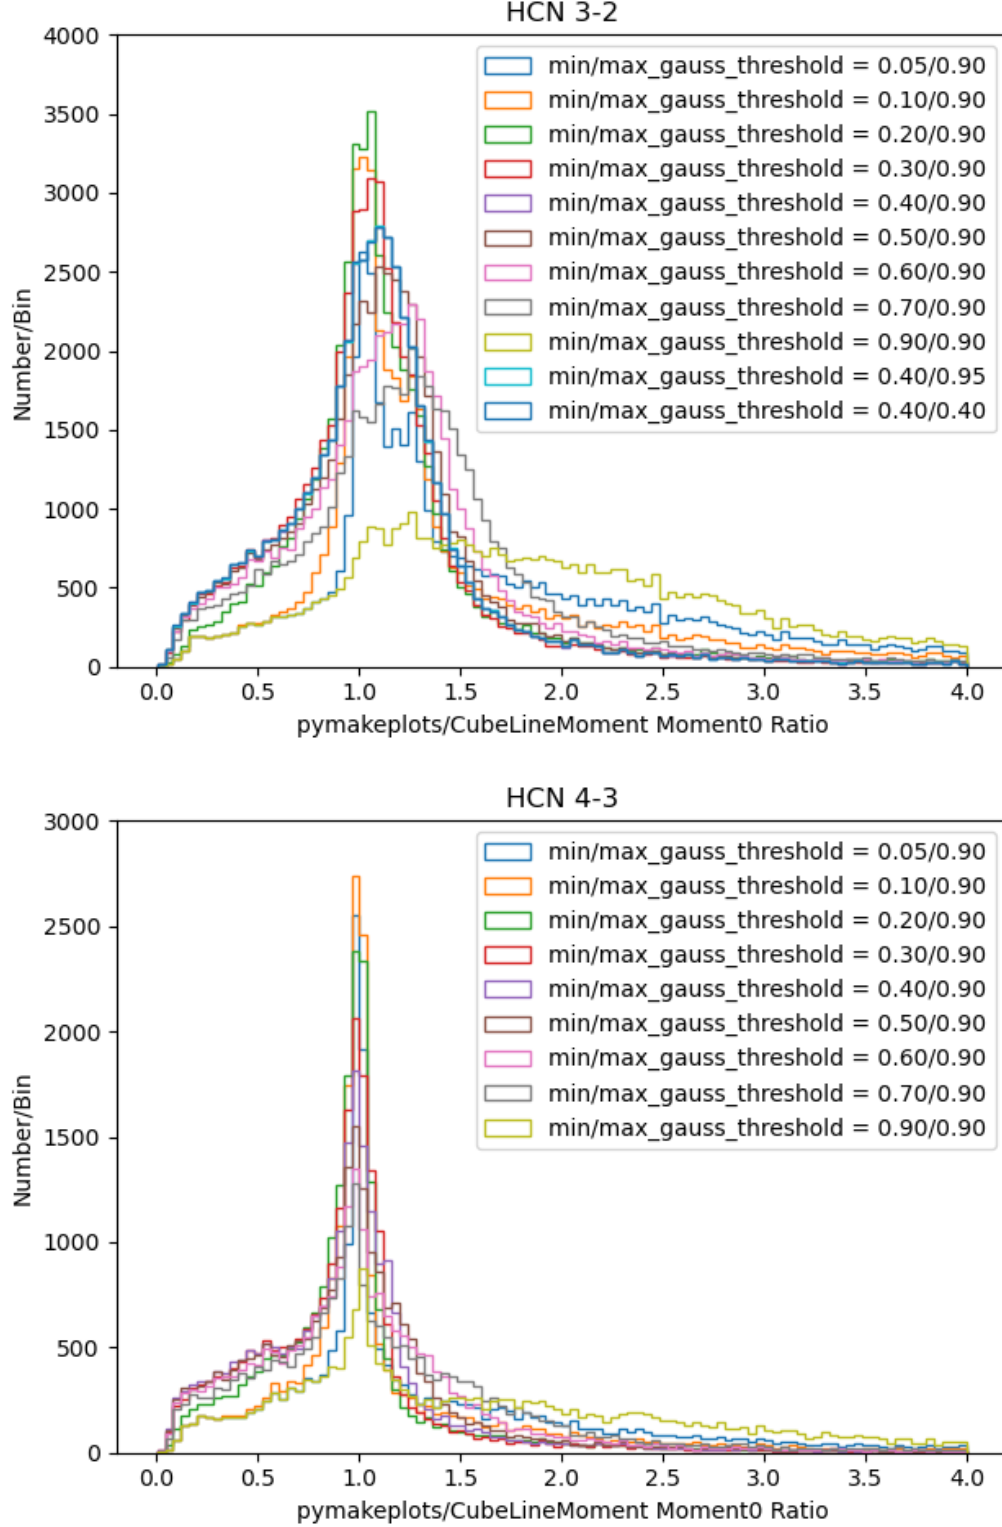 HCN 3-2
4000
3500
3000
2500
2000
1500
1000
500
0
Number/Bin
min/max_gauss_threshold = 0.05/0.90
min/max_gauss_threshold = 0.10/0.90
min/max_gauss_threshold = 0.20/0.90
min/max_gauss_threshold = 0.30/0.90
min/max_gauss_threshold = 0.40/0.90
min/max_gauss_threshold = 0.50/0.90
min/max_gauss_threshold = 0.60/0.90
min/max_gauss_threshold = 0.70/0.90
min/max_gauss_threshold = 0.90/0.90
min/max_gauss_threshold = 0.40/0.95
min/max_gauss_threshold = 0.40/0.40
0.0 0.5 1.0 1.5 2.0 2.5 3.0 3.5 4.0
pymakeplots/CubeLineMoment Moment0 Ratio
HCN 4-3
3000
2500
2000
1500
1000
500
0
Number/Bin
min/max_gauss_threshold = 0.05/0.90
min/max_gauss_threshold = 0.10/0.90
min/max_gauss_threshold = 0.20/0.90
min/max_gauss_threshold = 0.30/0.90
min/max_gauss_threshold = 0.40/0.90
min/max_gauss_threshold = 0.50/0.90
min/max_gauss_threshold = 0.60/0.90
min/max_gauss_threshold = 0.70/0.90
min/max_gauss_threshold = 0.90/0.90
0.0 0.5 1.0 1.5 2.0 2.5 3.0 3.5 4.0
pymakeplots/CubeLineMoment Moment0 Ratio